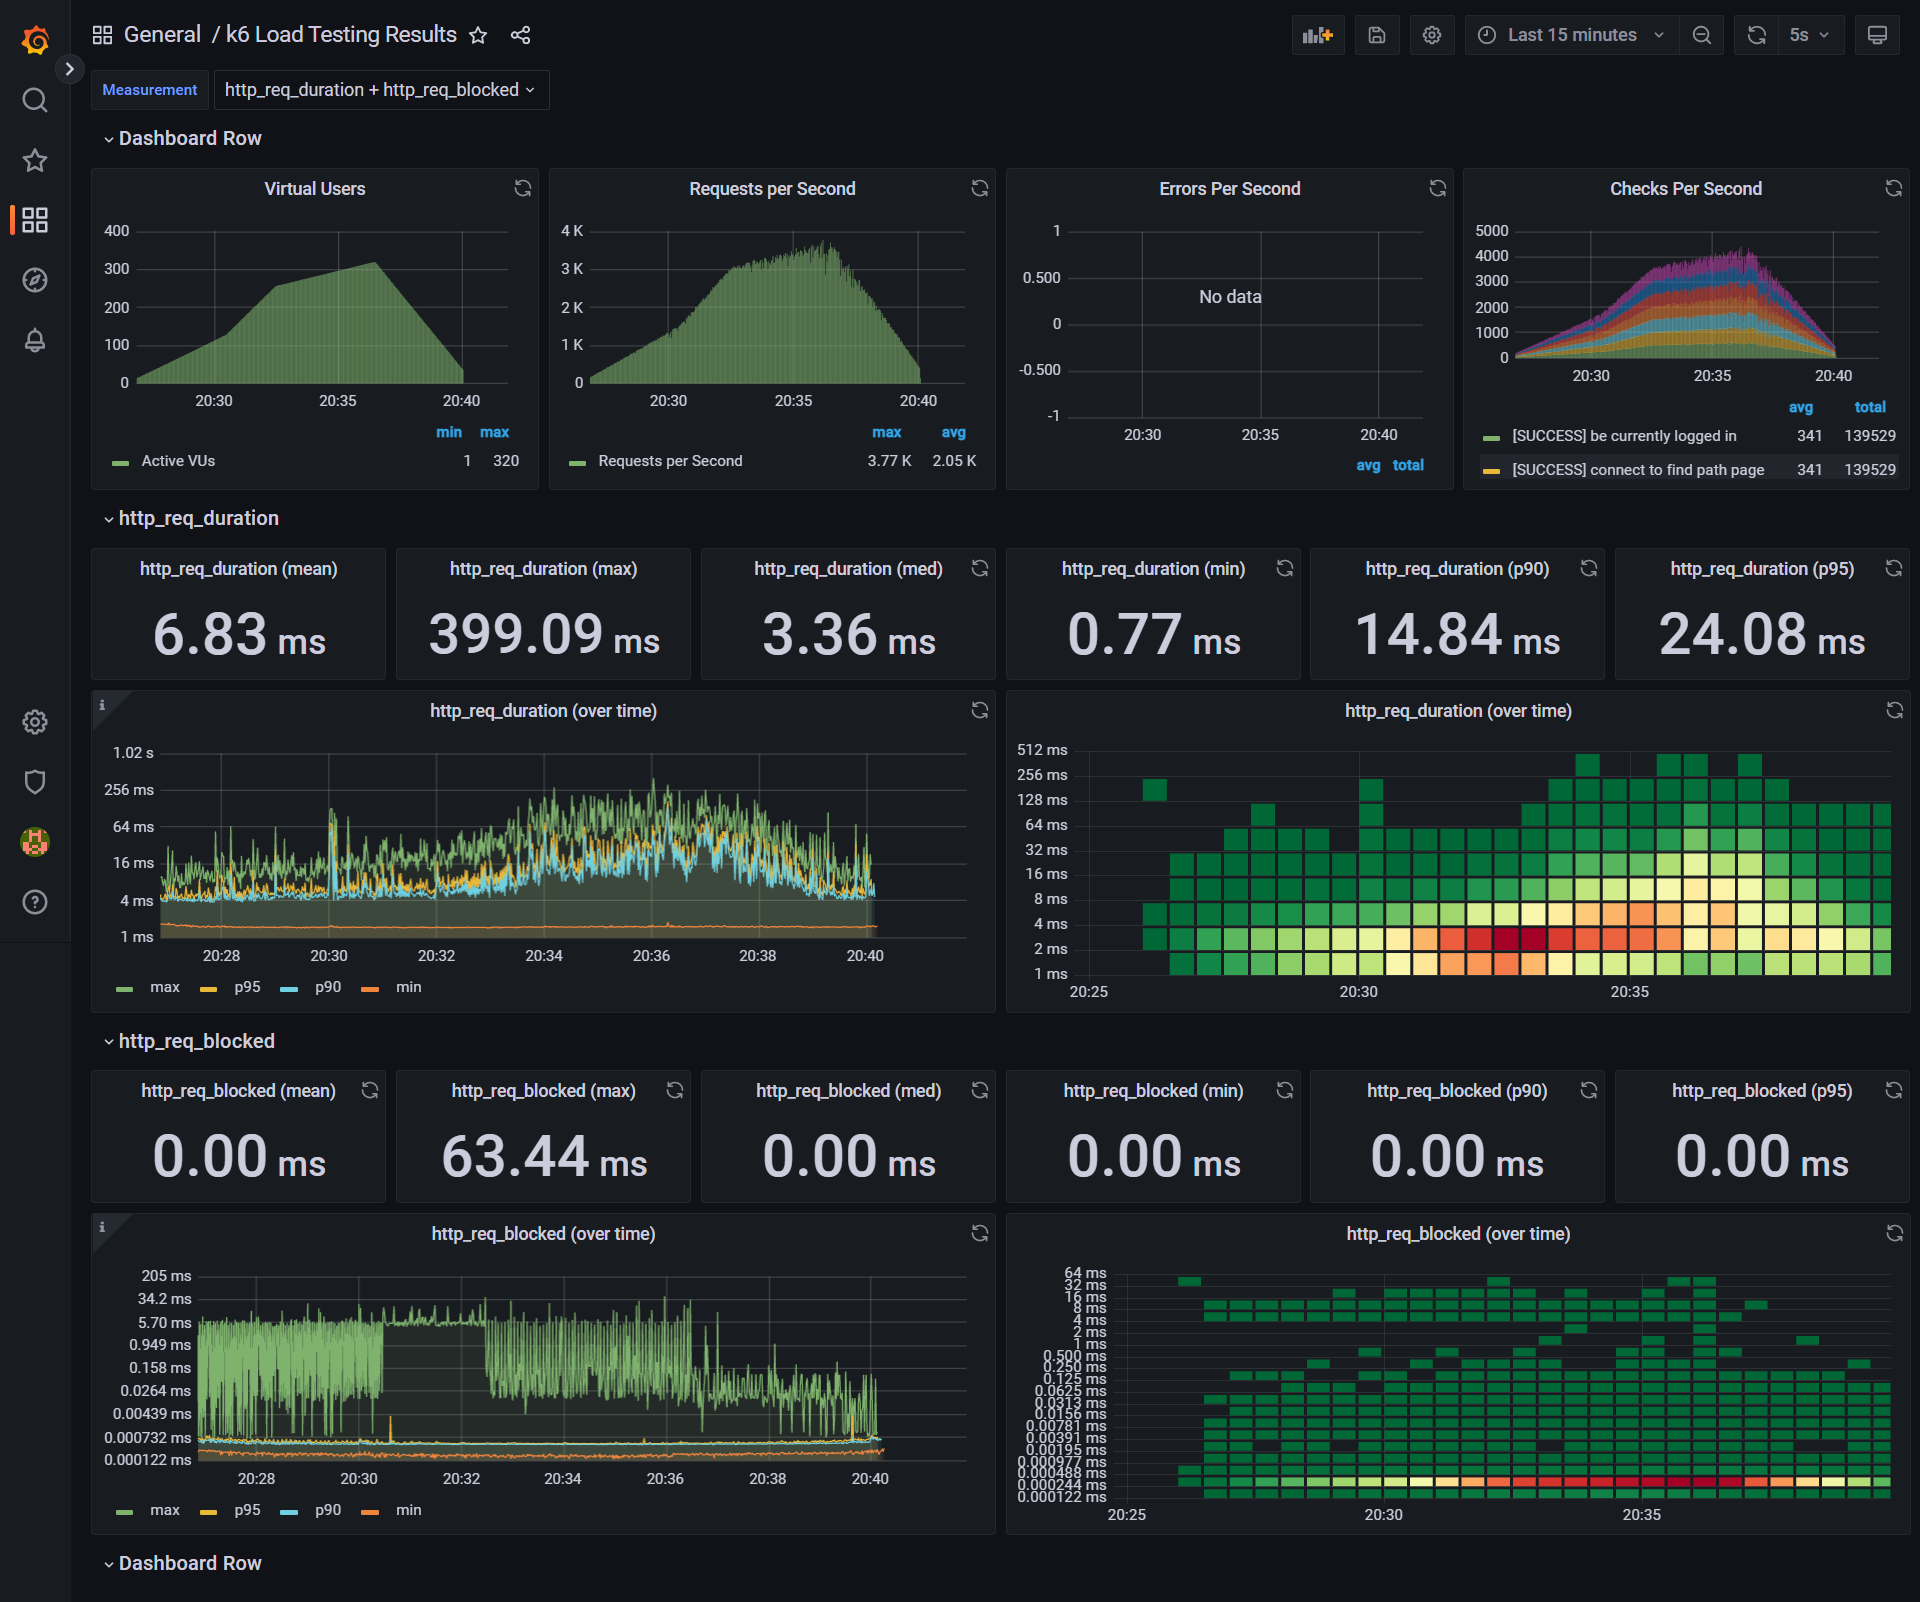 General / k6 Load Testing Results
Last 15 minutes
5s
Measurement
http_req_duration + http_req_blocked
Dashboard Row
Virtual Users
400
300
200
100
0
20:30 20:35 20:40
min max
Active VUs 1 320
Requests per Second
4 K
3 K
2 K
1 K
0
20:30 20:35 20:40
max avg
Requests per Second 3.77 K 2.05 K
Errors Per Second
1
0.500
0
-0.500
-1
No data
20:30 20:35 20:40
avg total
Checks Per Second
5000
4000
3000
2000
1000
0
20:30 20:35 20:40
avg total
[SUCCESS] be currently logged in 341 139529
[SUCCESS] connect to find path page 341 139529
http_req_duration
http_req_duration (mean)
6.83 ms
http_req_duration (max)
399.09 ms
http_req_duration (med)
3.36 ms
http_req_duration (min)
0.77 ms
http_req_duration (p90)
14.84 ms
http_req_duration (p95)
24.08 ms
i
http_req_duration (over time)
1.02 s
256 ms
64 ms
16 ms
4 ms
1 ms
20:28 20:30 20:32 20:34 20:36 20:38 20:40
max p95 p90 min
http_req_duration (over time)
512 ms
256 ms
128 ms
64 ms
32 ms
16 ms
8 ms
4 ms
2 ms
1 ms
20:25 20:30 20:35
http_req_blocked
http_req_blocked (mean)
0.00 ms
http_req_blocked (max)
63.44 ms
http_req_blocked (med)
0.00 ms
http_req_blocked (min)
0.00 ms
http_req_blocked (p90)
0.00 ms
http_req_blocked (p95)
0.00 ms
i
http_req_blocked (over time)
205 ms
34.2 ms
5.70 ms
0.949 ms
0.158 ms
0.0264 ms
0.00439 ms
0.000732 ms
0.000122 ms
20:28 20:30 20:32 20:34 20:36 20:38 20:40
max p95 p90 min
http_req_blocked (over time)
64 ms
32 ms
16 ms
8 ms
4 ms
2 ms
1 ms
0.500 ms
0.250 ms
0.125 ms
0.0625 ms
0.0313 ms
0.0156 ms
0.00781 ms
0.00391 ms
0.00195 ms
0.000977 ms
0.000488 ms
0.000244 ms
0.000122 ms
20:25 20:30 20:35
Dashboard Row